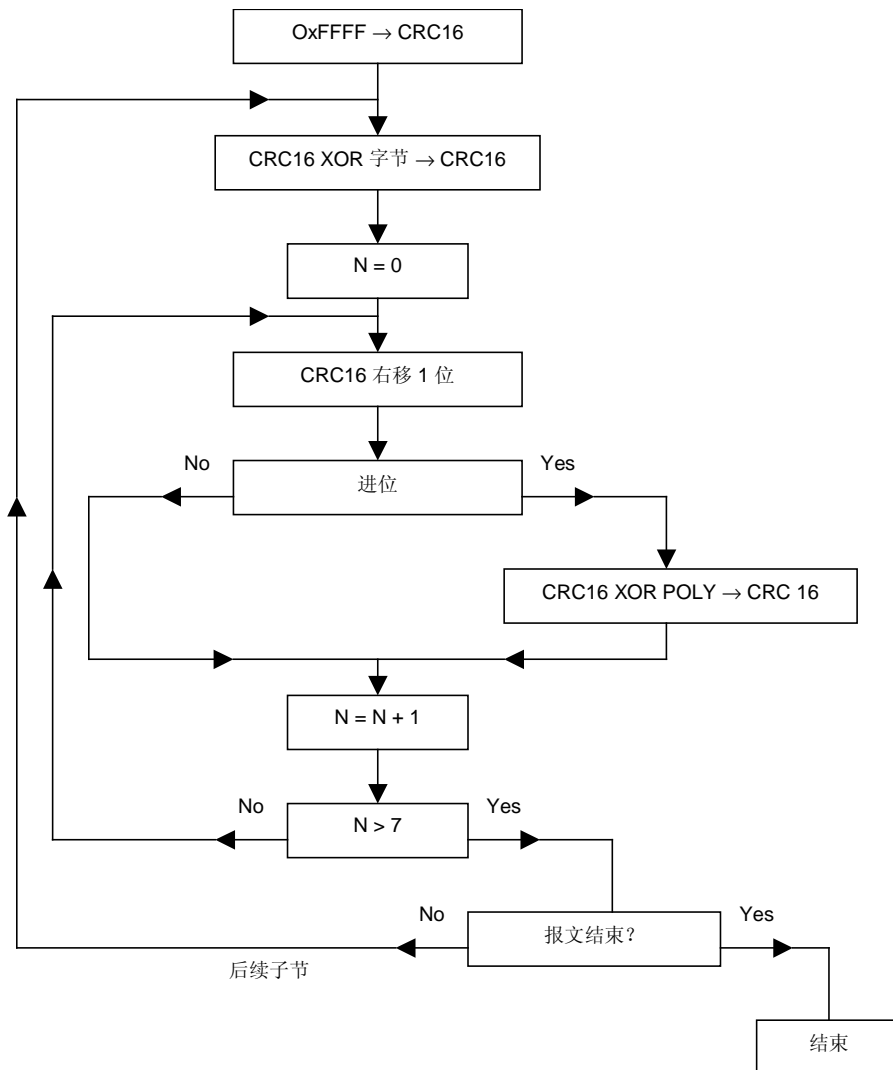 OxFFFF → CRC16
CRC16 XOR 字节 → CRC16
N = 0
CRC16 右移 1 位
No
进位
Yes
CRC16 XOR POLY → CRC 16
N = N + 1
No
N > 7
Yes
No
报文结束？
Yes
后续子节
结束